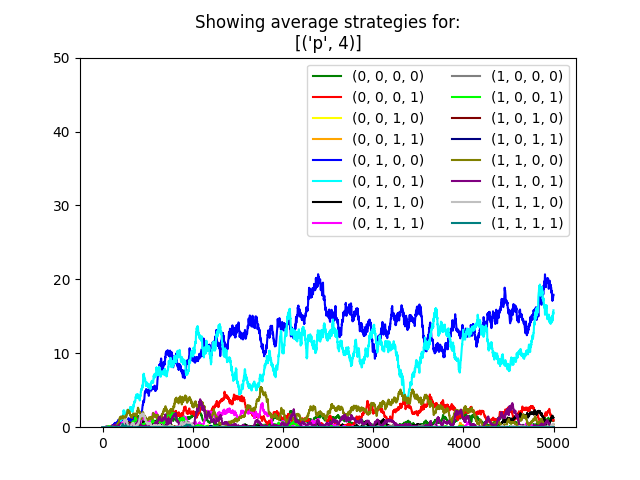 Showing average strategies for:
[('p', 4)]
50
40
30
20
10
0
(0, 0, 0, 0)
(0, 0, 0, 1)
(0, 0, 1, 0)
(0, 0, 1, 1)
(0, 1, 0, 0)
(0, 1, 0, 1)
(0, 1, 1, 0)
(0, 1, 1, 1)
(1, 0, 0, 0)
(1, 0, 0, 1)
(1, 0, 1, 0)
(1, 0, 1, 1)
(1, 1, 0, 0)
(1, 1, 0, 1)
(1, 1, 1, 0)
(1, 1, 1, 1)
0 1000 2000 3000 4000 5000